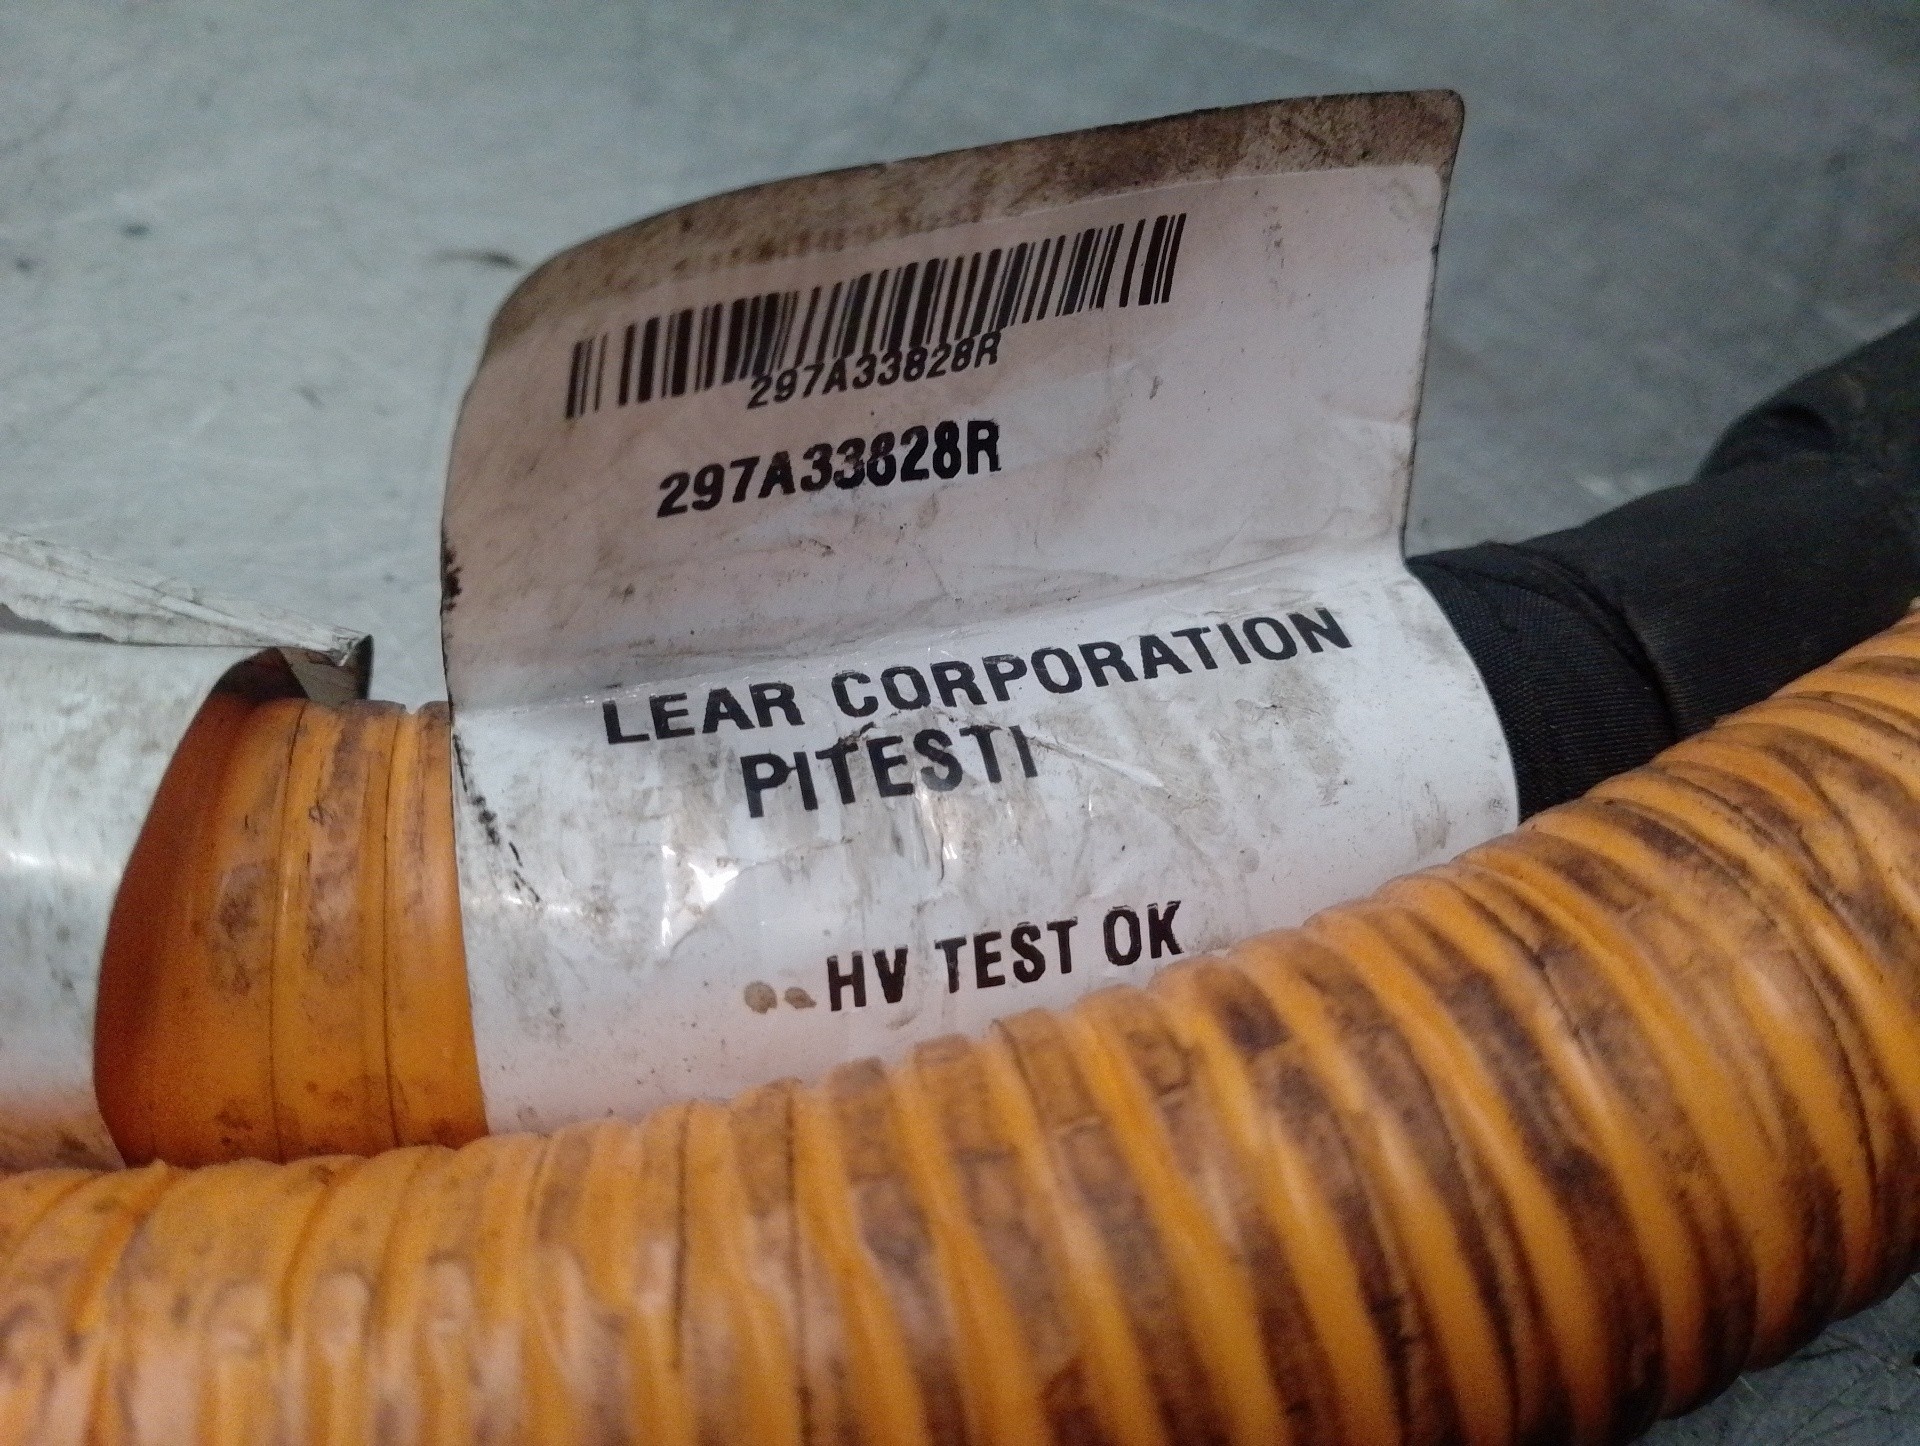 297A33828R
297A33828R
LEAR CORPORATION
PITESTI
HV TEST OK